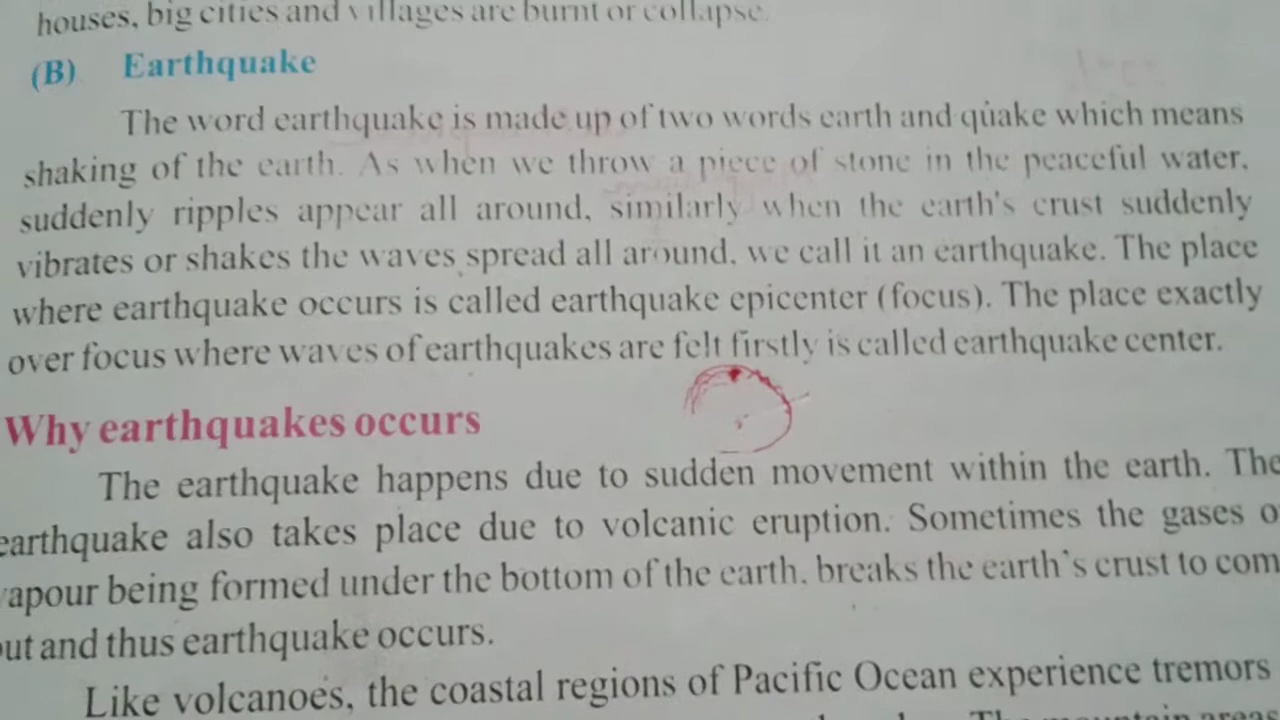 houses, big cities and villages are burnt or collapse.
(B) Earthquake
The word earthquake is made up of two words earth and quake which means
shaking of the earth. As when we throw a piece of stone in the peaceful water,
suddenly ripples appear all around, similarly when the earth's crust suddenly
vibrates or shakes the waves spread all around, we call it an earthquake. The place
where earthquake occurs is called earthquake epicenter (focus). The place exactly
over focus where waves of earthquakes are felt firstly is called earthquake center.
Why earthquakes occurs
The earthquake happens due to sudden movement within the earth. The
earthquake also takes place due to volcanic eruption. Sometimes the gases o
apour being formed under the bottom of the earth, breaks the earth's crust to com
out and thus earthquake occurs.
Like volcanoes, the coastal regions of Pacific Ocean experience tremors
The mountain areas